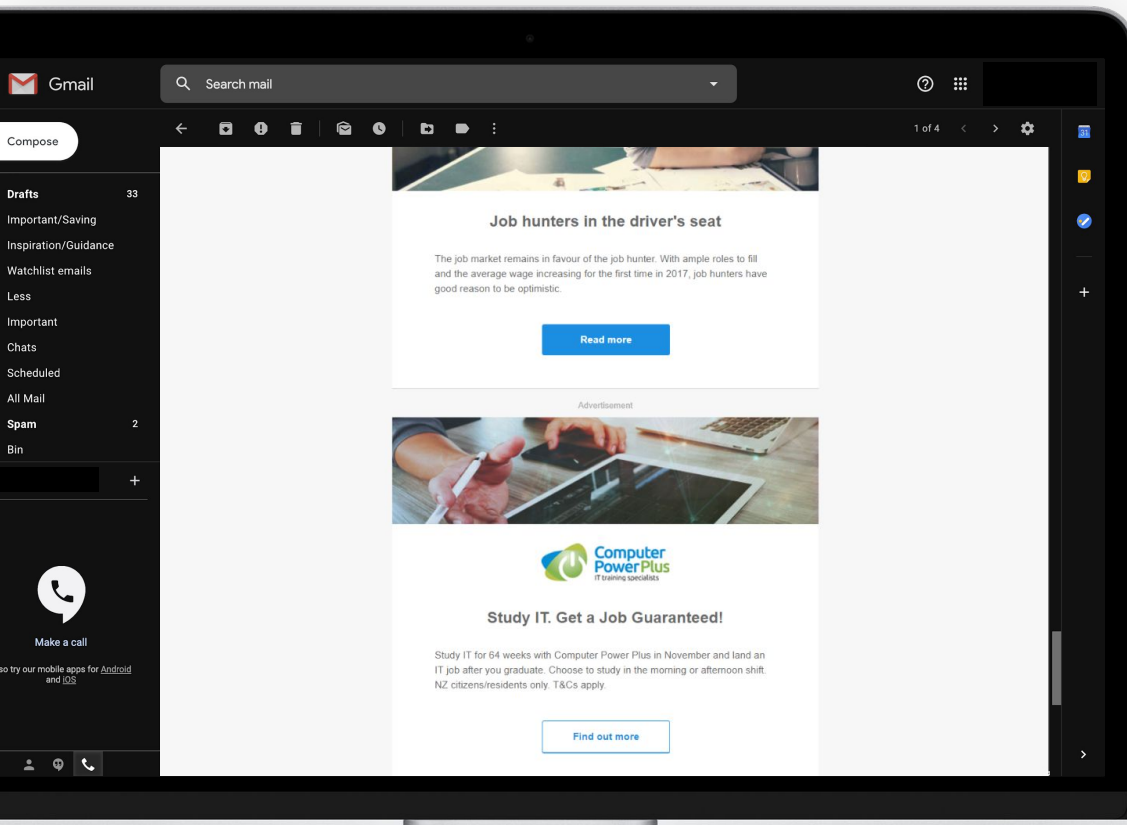 Gmail
Search mail
Compose
1 of 4
31
Drafts 33
Important/Saving
Inspiration/Guidance
Watchlist emails
Less
Important
Chats
Scheduled
All Mail
Spam 2
Bin
Make a call
so try our mobile apps for Android
and iOS
Job hunters in the driver's seat
The job market remains in favour of the job hunter. With ample roles to fill
and the average wage increasing for the first time in 2017, job hunters have
good reason to be optimistic.
Read more
Advertisement
Computer
PowerPlus
IT training specialists
Study IT. Get a Job Guaranteed!
Study IT for 64 weeks with Computer Power Plus in November and land an
IT job after you graduate. Choose to study in the morning or afternoon shift.
NZ citizens/residents only. T&Cs apply.
Find out more